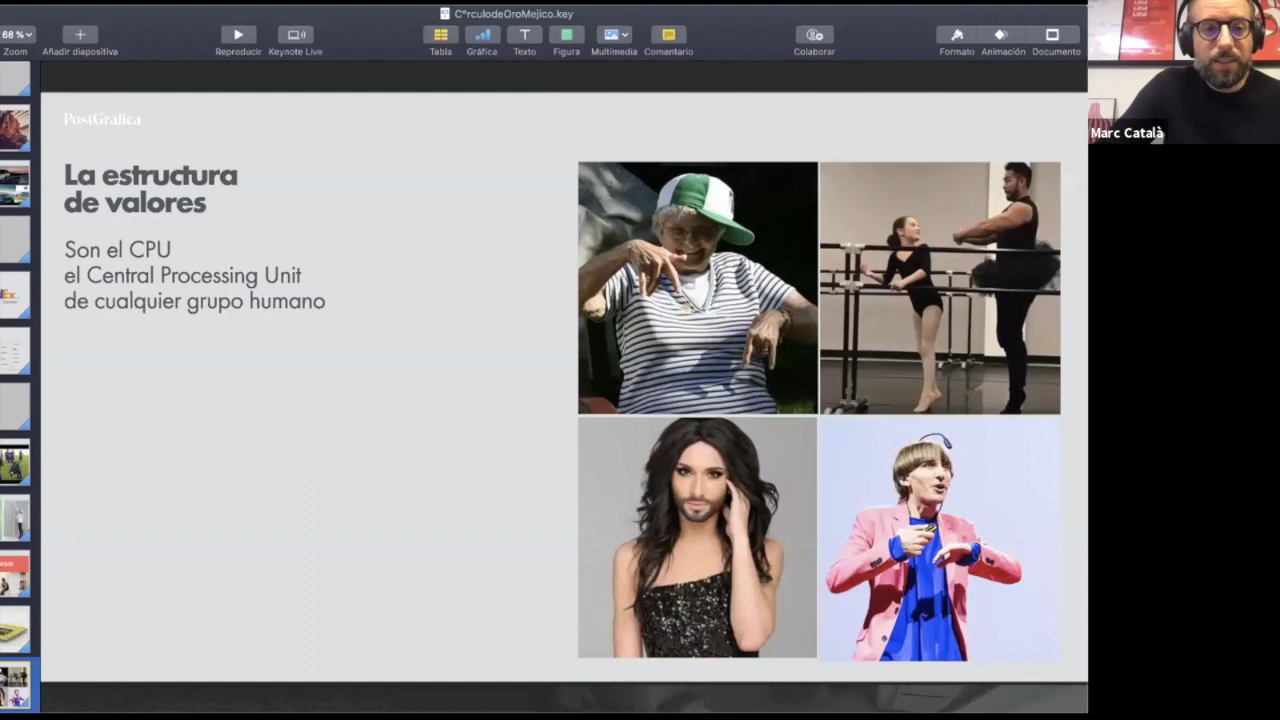 C°rculodeOroMejico.key
68 %
Zoom
Añadir diapositiva
Reproducir
Keynote Live
Tabla
Gráfica
Texto
Figura
Multimedia
Comentario
Colaborar
Formato
Animación
Documento
Marc Català
PostGráfica
La estructura
de valores
Son el CPU
el Central Processing Unit
de cualquier grupo humano